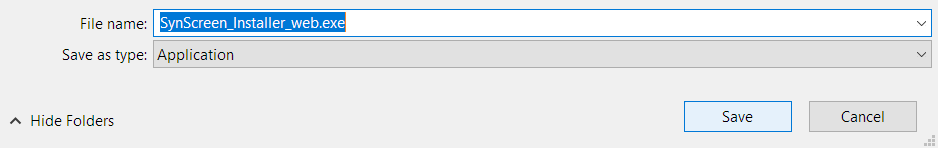 File name: SynScreen_Installer_web.exe
Save as type: Application
Hide Folders Save Cancel